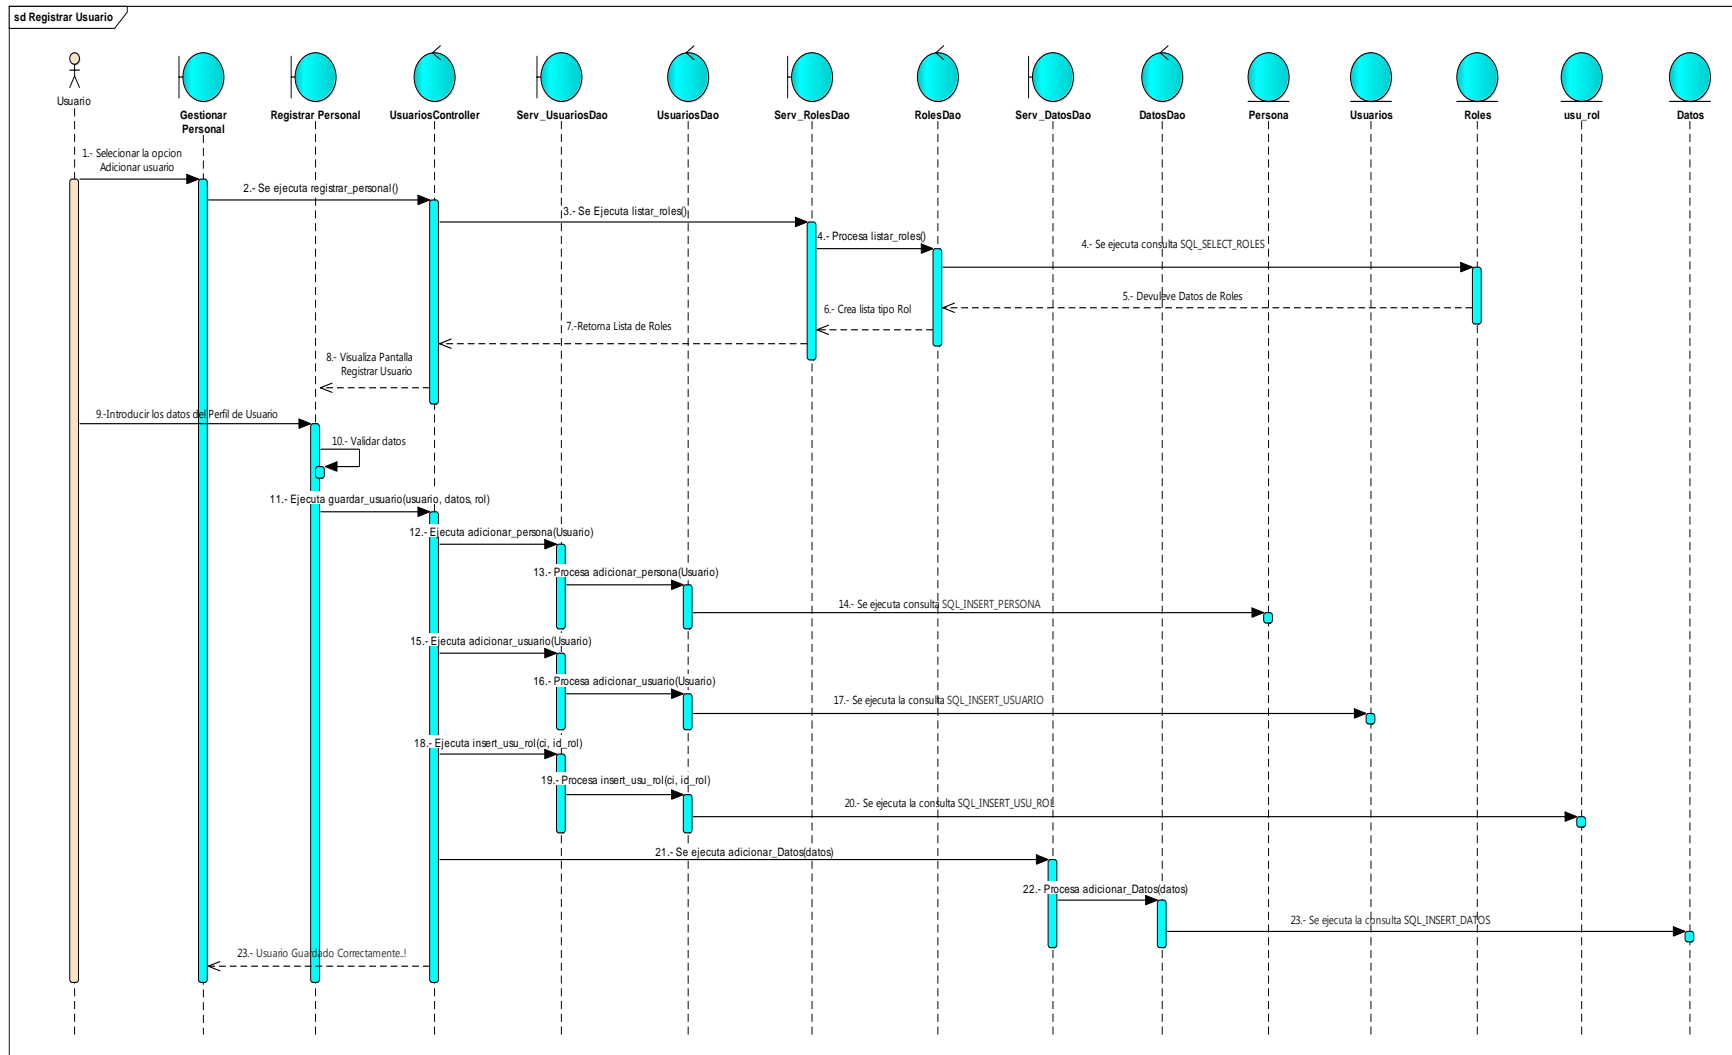 sd Registrar Usuario
Usuario
Gestionar
Personal
Registrar Personal
UsuariosController
Serv_UsuariosDao
UsuariosDao
Serv_RolesDao
RolesDao
Serv_DatosDao
DatosDao
Persona
Usuarios
Roles
usu_rol
Datos
1.- Selecionar la opcion
Adicionar usuario
2.- Se ejecuta registrar_personal()
3.- Se Ejecuta listar_roles()
4.- Procesa listar_roles()
4.- Se ejecuta consulta SQL_SELECT_ROLES
5.- Devuleve Datos de Roles
6.- Crea lista tipo Rol
7.-Retorna Lista de Roles
8.- Visualiza Pantalla
Registrar Usuario
9.-Introducir los datos del Perfil de Usuario
10.- Validar datos
11.- Ejecuta guardar_usuario(usuario, datos, rol)
12.- Ejecuta adicionar_persona(Usuario)
13.- Procesa adicionar_persona(Usuario)
14.- Se ejecuta consulta SQL_INSERT_PERSONA
15.- Ejecuta adicionar_usuario(Usuario)
16.- Procesa adicionar_usuario(Usuario)
17.- Se ejecuta la consulta SQL_INSERT_USUARIO
18.- Ejecuta insert_usu_rol(ci, id_rol)
19.- Procesa insert_usu_rol(ci, id_rol)
20.- Se ejecuta la consulta SQL_INSERT_USU_ROL
21.- Se ejecuta adicionar_Datos(datos)
22.- Procesa adicionar_Datos(datos)
23.- Se ejecuta la consulta SQL_INSERT_DATOS
23.- Usuario Guardado Correctamente..!